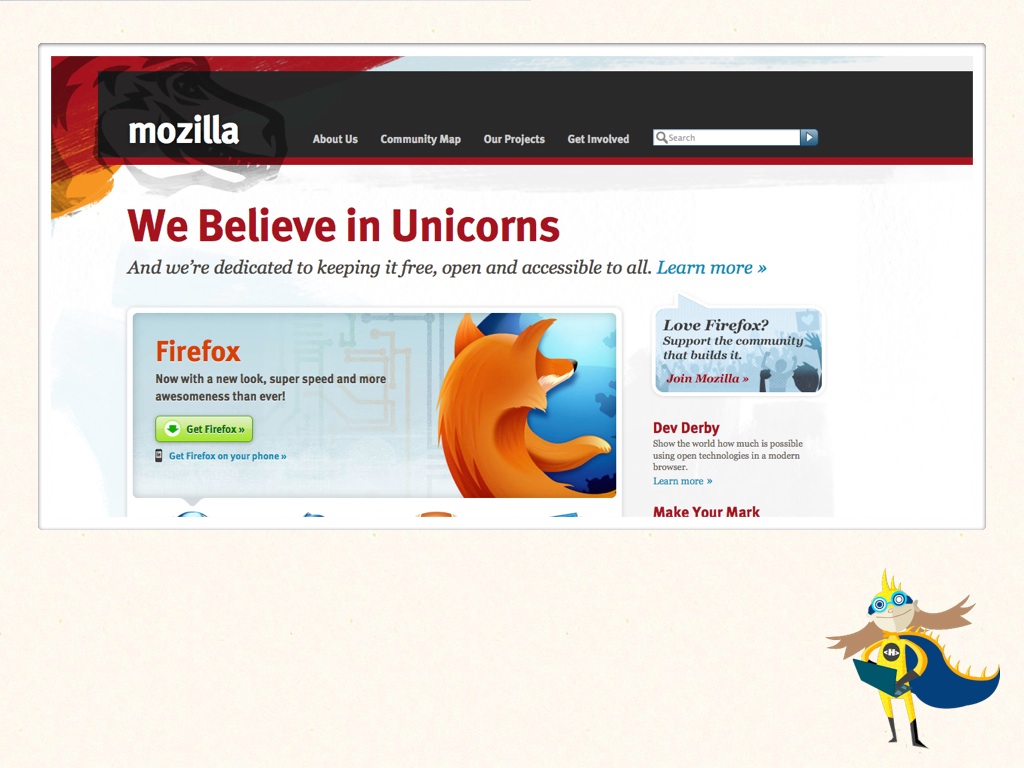 mozilla
About Us Community Map Our Projects Get Involved Search
We Believe in Unicorns
And we're dedicated to keeping it free, open and accessible to all. Learn more »
Firefox
Now with a new look, super speed and more
awesomeness than ever!
Get Firefox »
Get Firefox on your phone »
Love Firefox?
Support the community
that builds it.
Join Mozilla »
Dev Derby
Show the world how much is possible
using open technologies in a modern
browser.
Learn more »
Make Your Mark
<H>